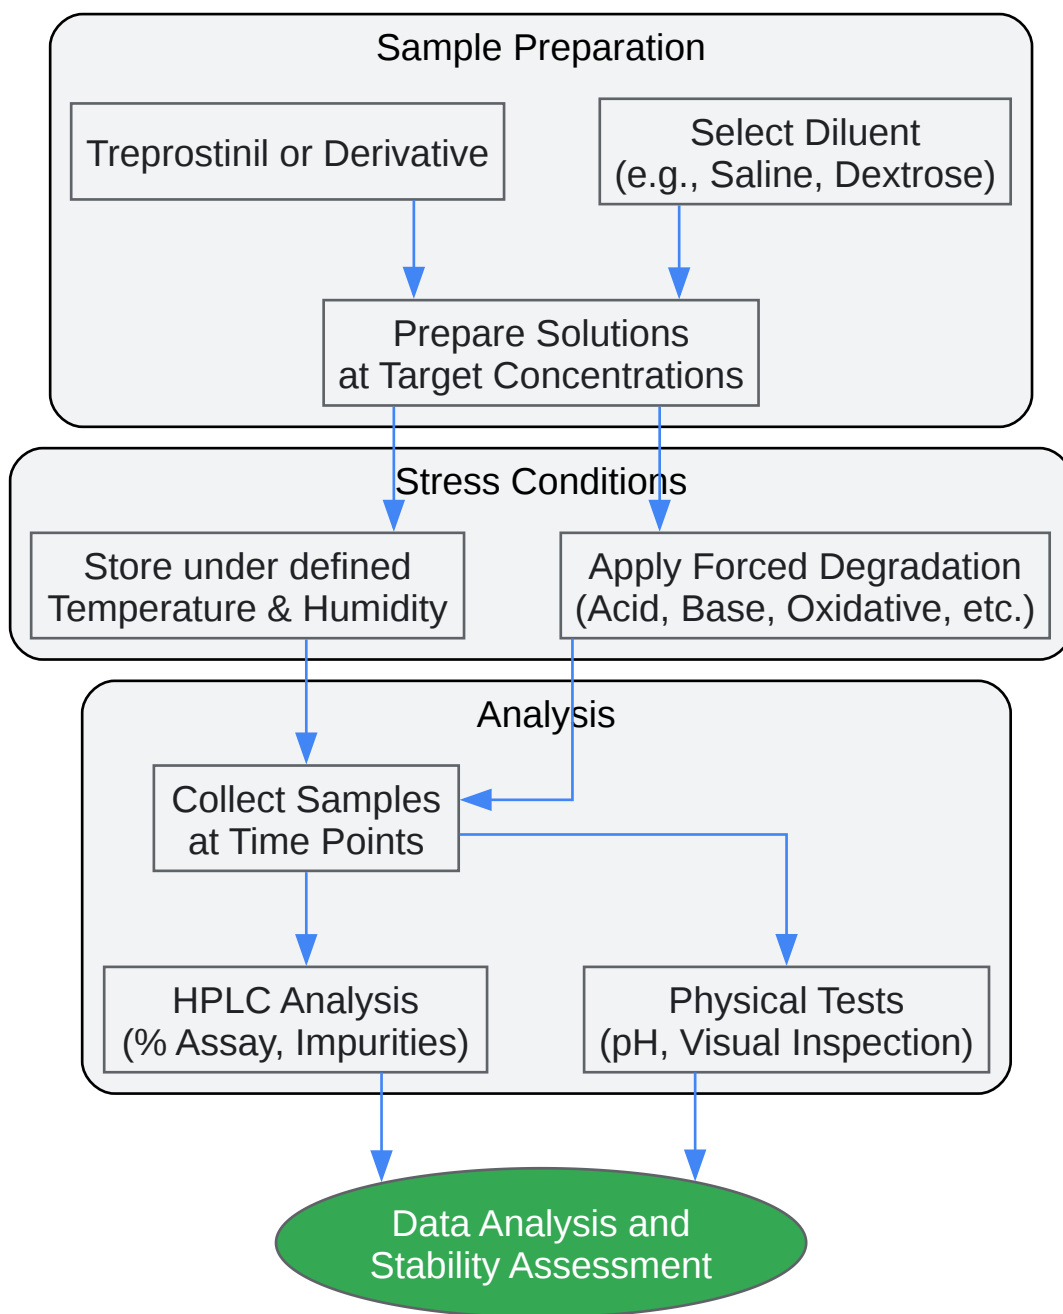 Sample Preparation
Treprostinil or Derivative
Select Diluent
(e.g., Saline, Dextrose)
Prepare Solutions
at Target Concentrations
Stress Conditions
Store under defined
Temperature & Humidity
Apply Forced Degradation
(Acid, Base, Oxidative, etc.)
Analysis
Collect Samples
at Time Points
HPLC Analysis
(% Assay, Impurities)
Physical Tests
(pH, Visual Inspection)
Data Analysis and
Stability Assessment